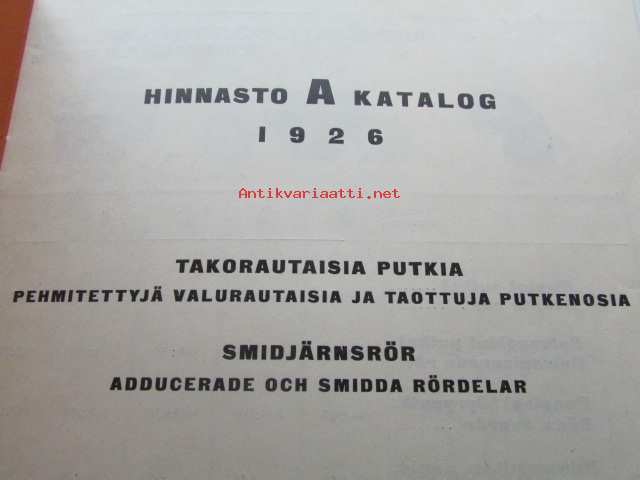 HINNASTO A KATALOG
1926
Antikvariaatti.net
TAKORAUTAISIA PUTKIA
PEHMITETTYJÄ VALURAUTAISIA JA TAOTTUJA PUTKENOSIA
SMIDJÄRNSRÖR
ADDUCERADE OCH SMIDDA RÖRDELAR